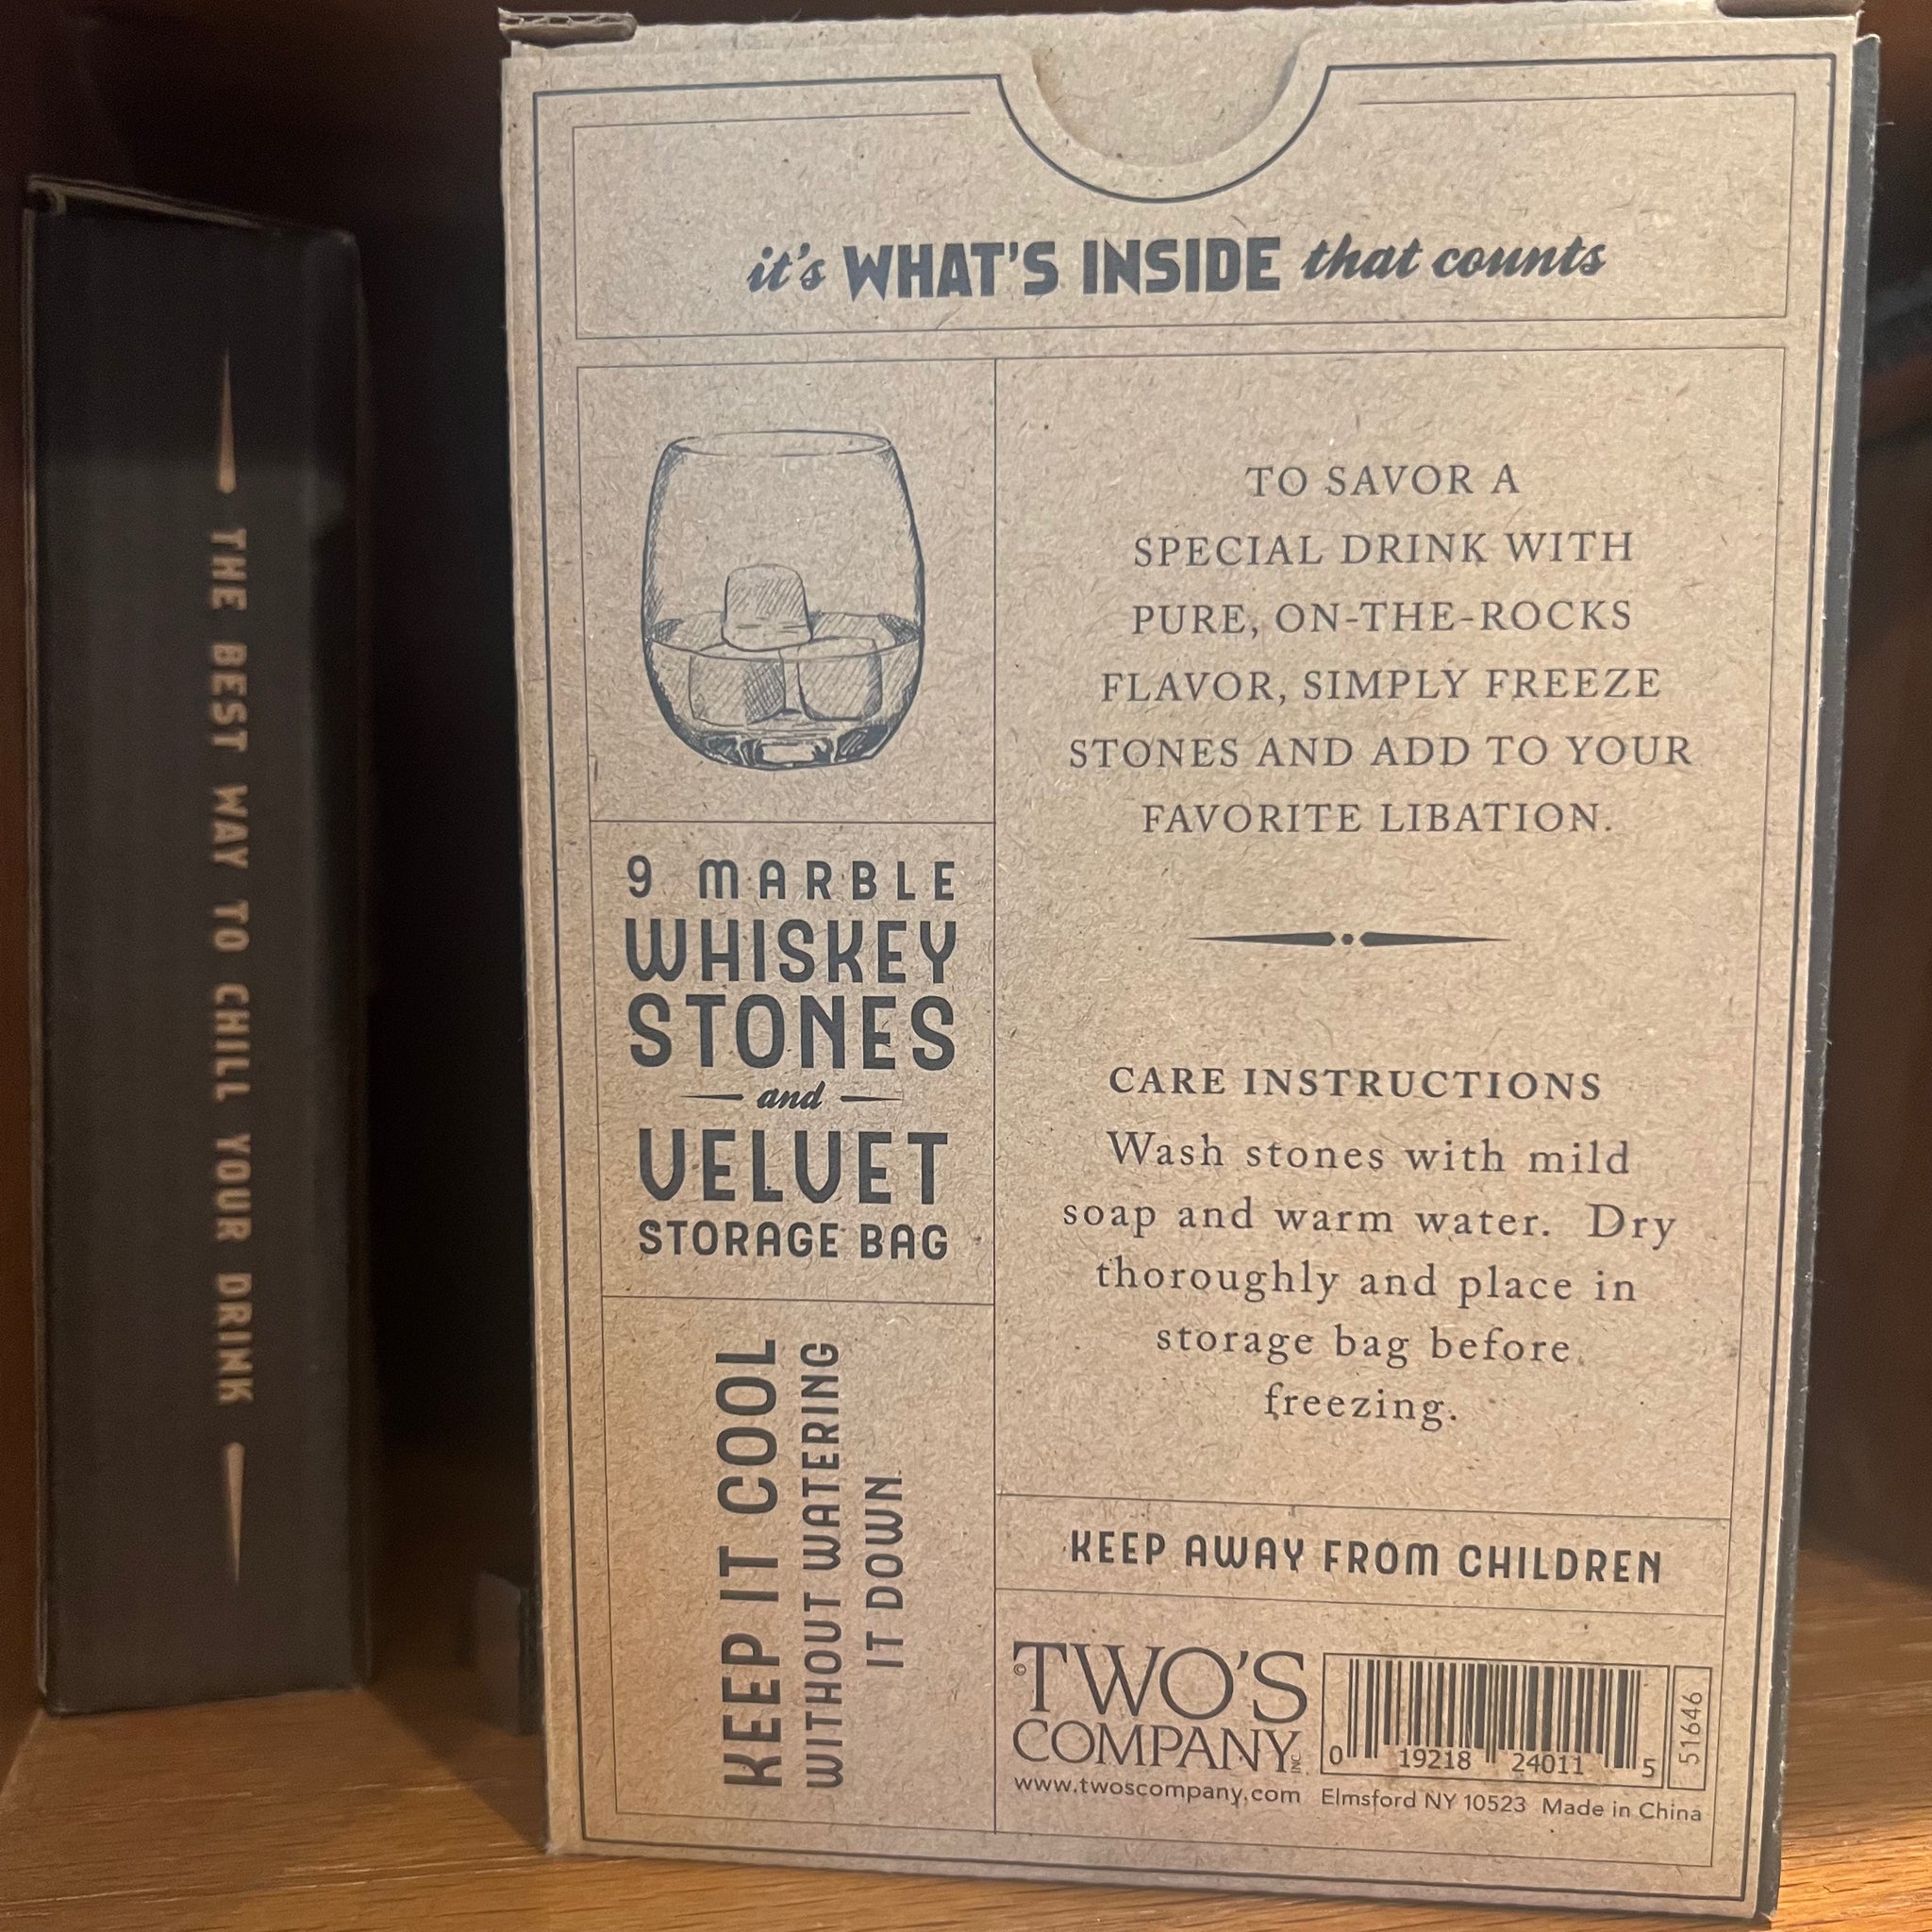 THE BEST WAY TO CHILL YOUR DRINK
it's WHAT'S INSIDE that counts
9 MARBLE
WHISKEY
STONES
and
VELVET
STORAGE BAG
KEEP IT COOL
WITHOUT WATERING
IT DOWN
TO SAVOR A
SPECIAL DRINK WITH
PURE, ON-THE-ROCKS
FLAVOR, SIMPLY FREEZE
STONES AND ADD TO YOUR
FAVORITE LIBATION.
CARE INSTRUCTIONS
Wash stones with mild
soap and warm water. Dry
thoroughly and place in
storage bag before
freezing.
KEEP AWAY FROM CHILDREN
©TWO'S
COMPANY INC.
www.twoscompany.com
0 19218 24011 5
51646
Elmsford NY 10523 Made in China